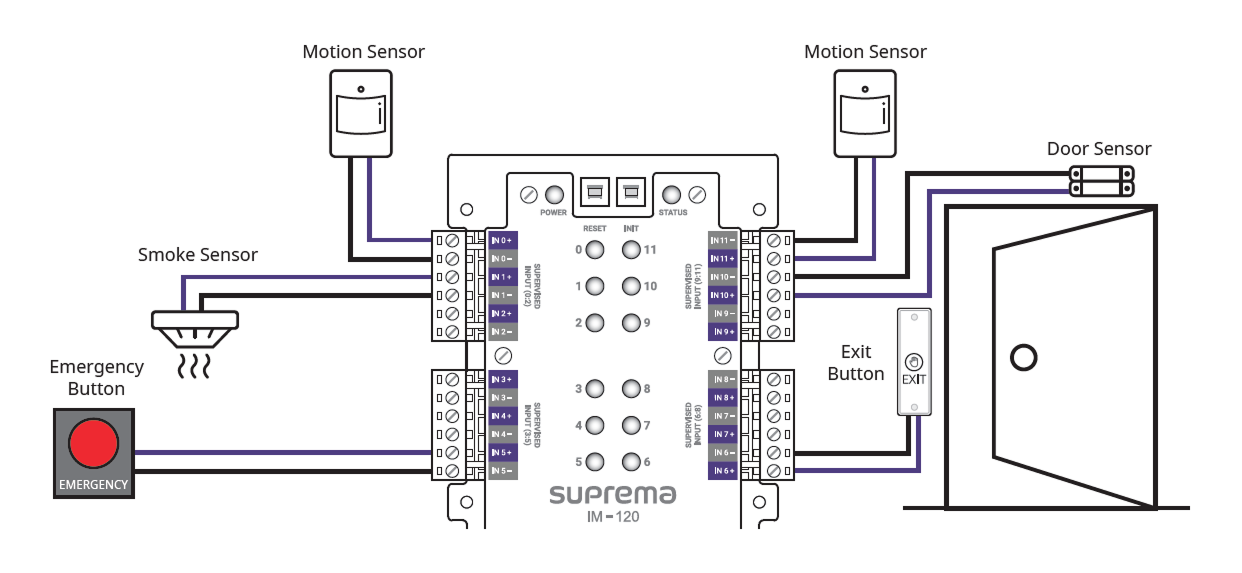 Motion Sensor
Motion Sensor
Door Sensor
Smoke Sensor
Emergency
Button
EMERGENCY
Exit
Button
EXIT
POWER
STATUS
RESET
INIT
IN 0+
IN 0-
IN 1+
IN 1-
IN 2+
IN 2-
SUPERVISED
INPUT (0:2)
IN 3+
IN 3-
IN 4+
IN 4-
IN 5+
IN 5-
SUPERVISED
INPUT (3:5)
0
11
1
10
2
9
3
8
4
7
5
6
IN 11-
IN 11+
IN 10-
IN 10+
IN 9-
IN 9+
SUPERVISED
INPUT (9:11)
IN 8-
IN 8+
IN 7-
IN 7+
IN 6-
IN 6+
SUPERVISED
INPUT (6:8)
suprema
IM-120